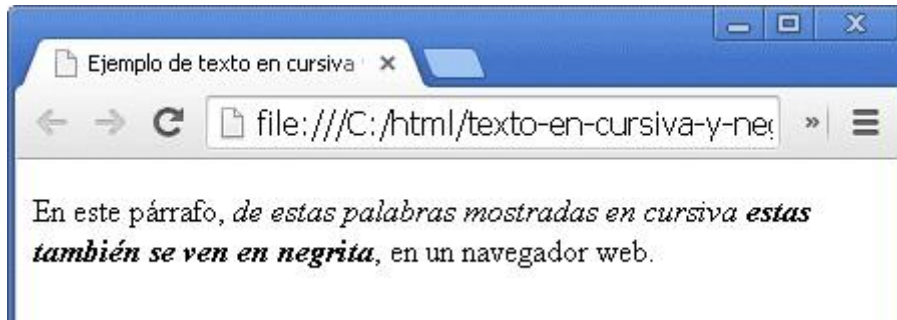 Ejemplo de texto en cursiva
file:///C:/html/texto-en-cursiva-y-neg
En este párrafo, de estas palabras mostradas en cursiva estas
también se ven en negrita, en un navegador web.